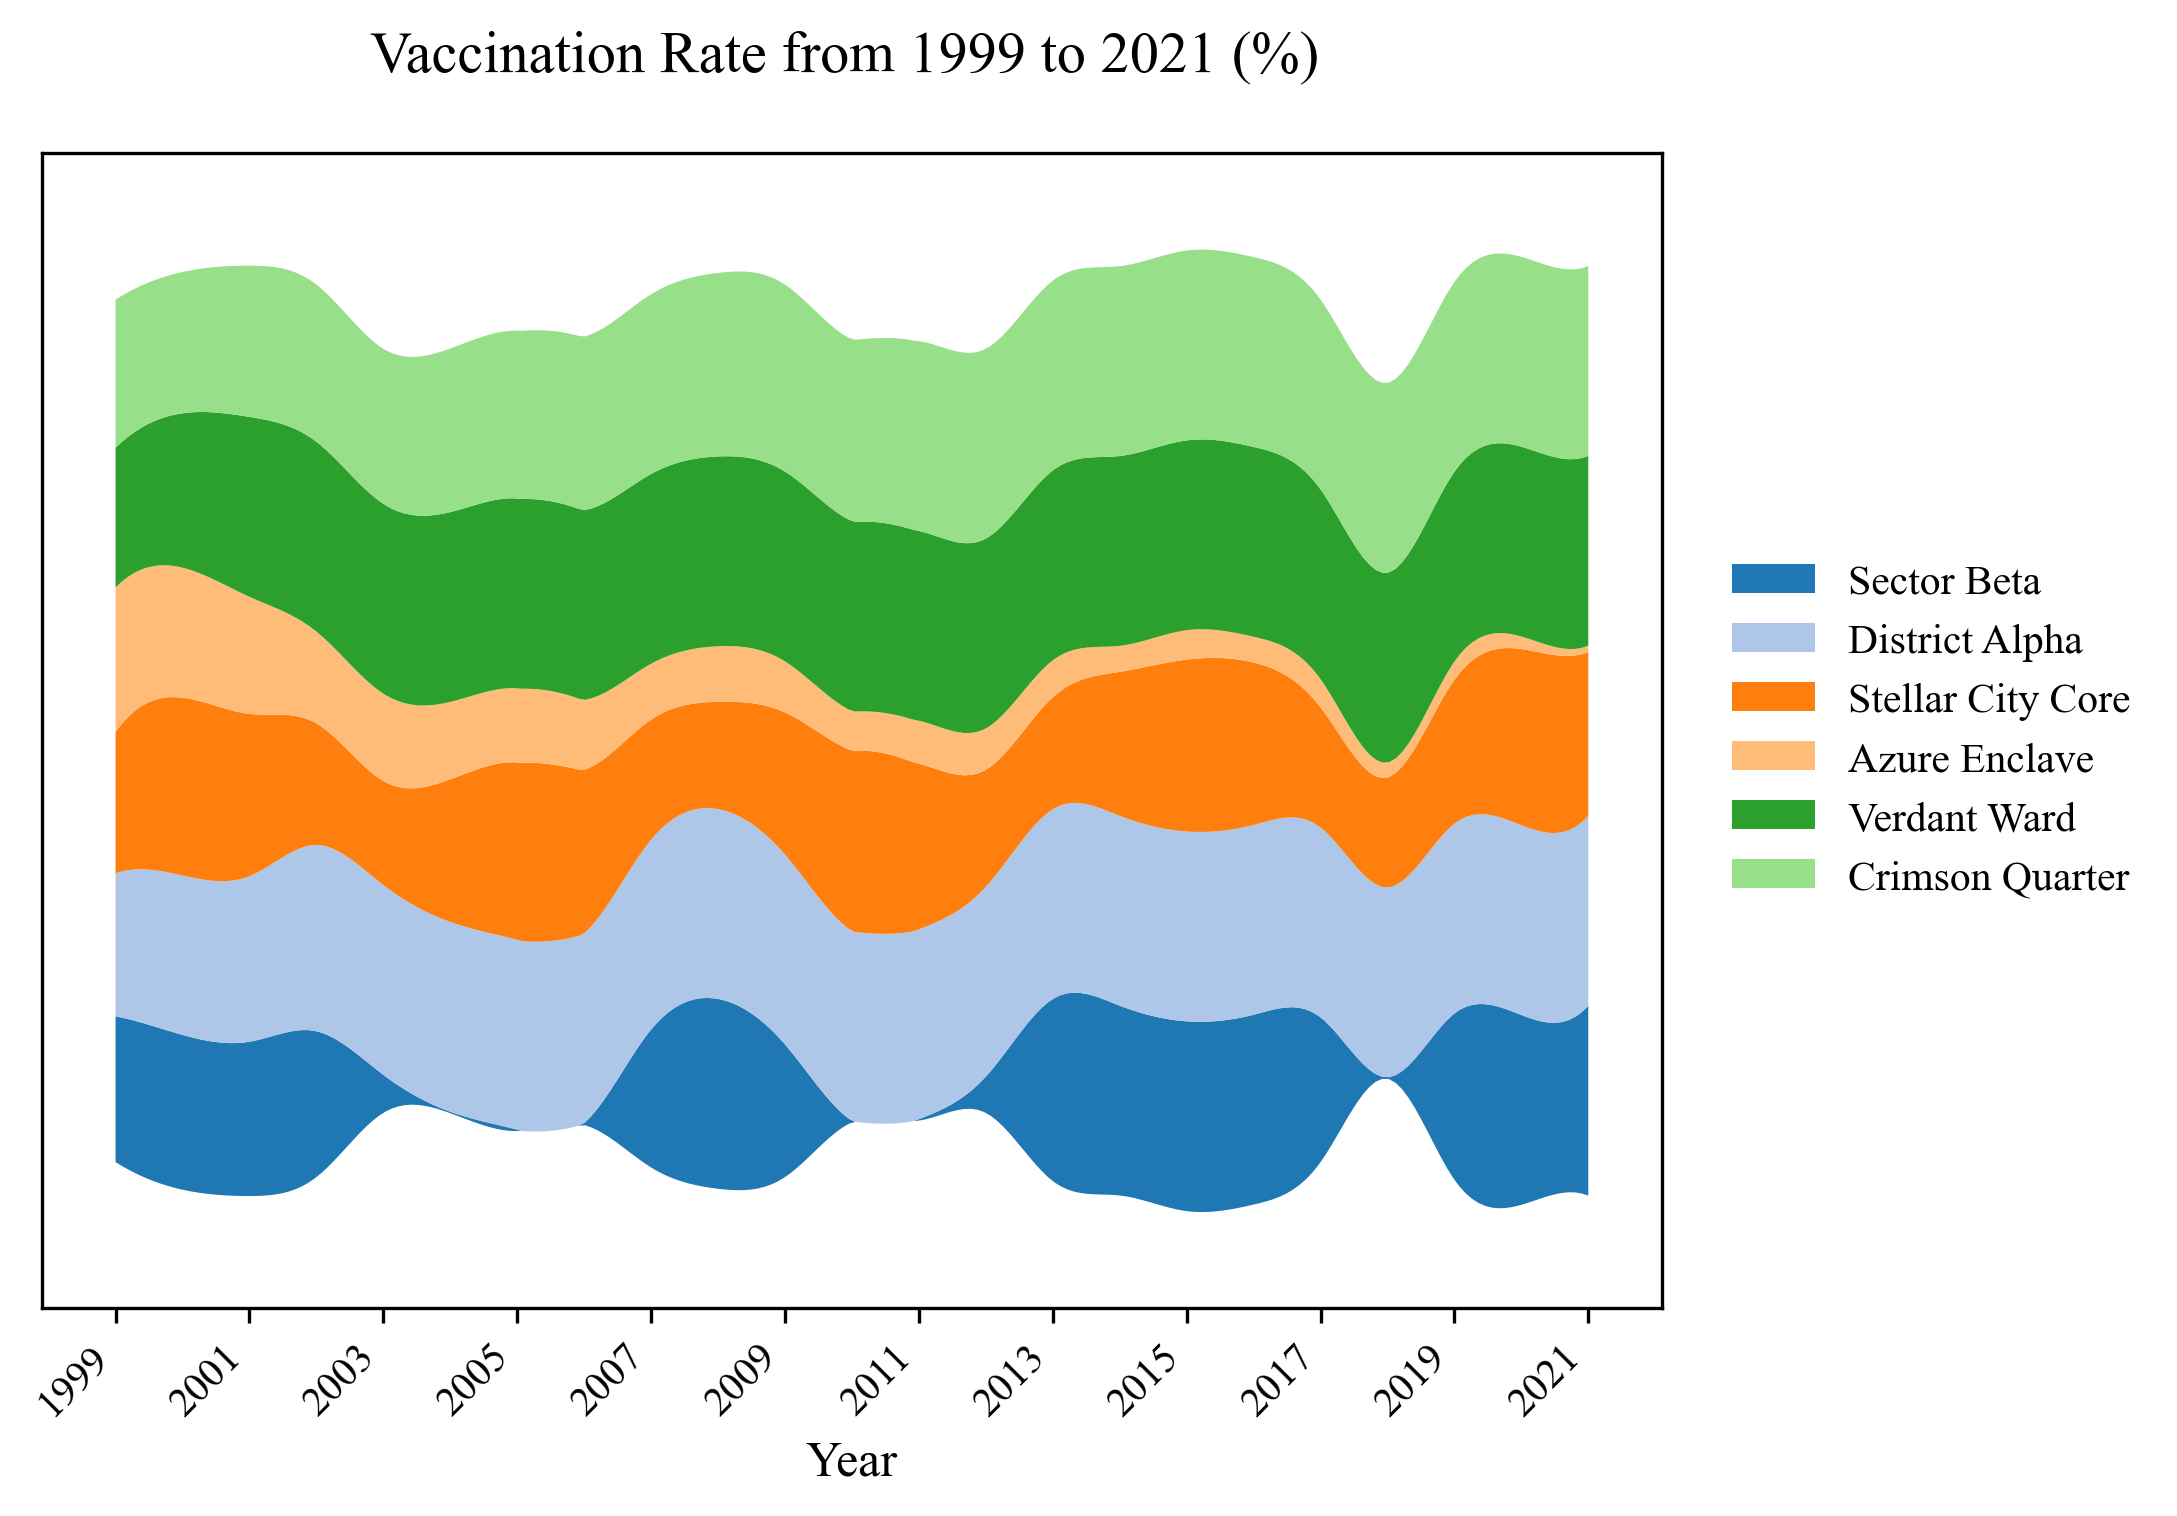 Vaccination Rate from 1999 to 2021 (%)
Sector Beta
District Alpha
Stellar City Core
Azure Enclave
Verdant Ward
Crimson Quarter
1999 2001 2003 2005 2007 2009 2011 2013 2015 2017 2019 2021
Year